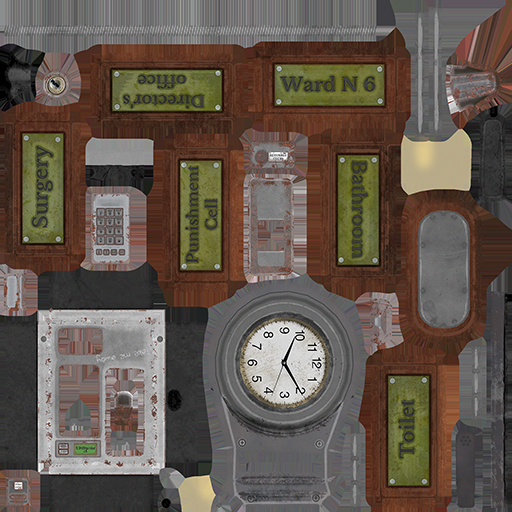 Director's
office
Ward N 6
Surgery
Punishment
Cell
Bathroom
10
9
11
8
12
7
1
6
2
5
3
4
Toilet